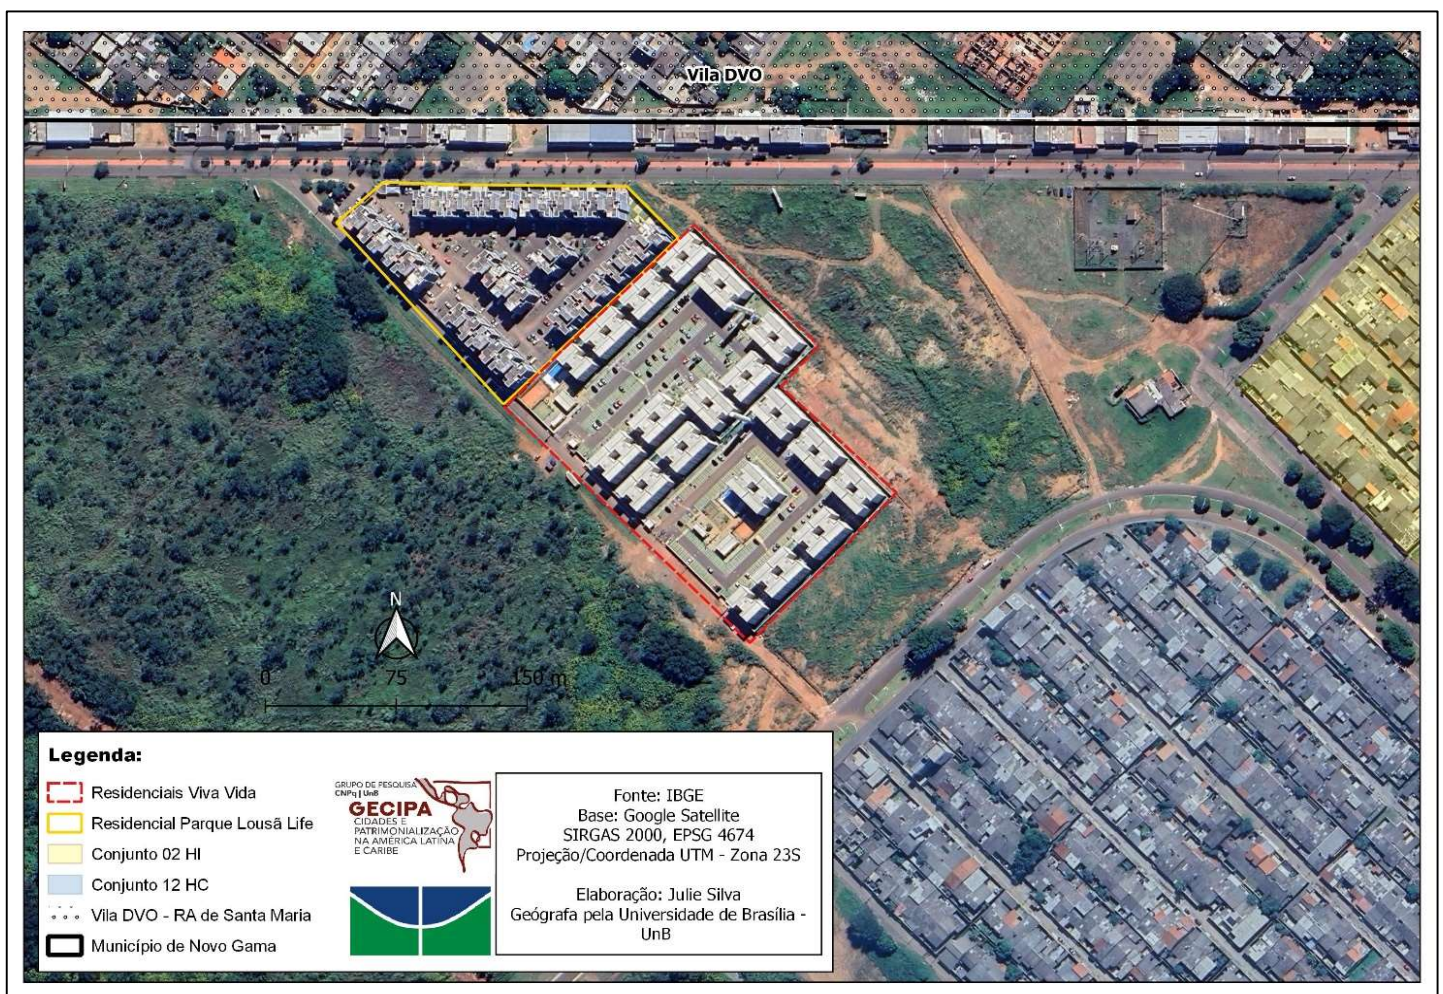 Vila DVO
N
0 75 150 m
Legenda:
Residenciais Viva Vida
Residencial Parque Lousã Life
Conjunto 02 HI
Conjunto 12 HC
Vila DVO - RA de Santa Maria
Município de Novo Gama
GRUPO DE PESQUISA
CNPq | UnB
GECIPA
CIDADES E
PATRIMONIALIZAÇÃO
NA AMÉRICA LATINA
E CARIBE
Fonte: IBGE
Base: Google Satellite
SIRGAS 2000, EPSG 4674
Projeção/Coordenada UTM - Zona 23S
Elaboração: Julie Silva
Geógrafa pela Universidade de Brasília -
UnB